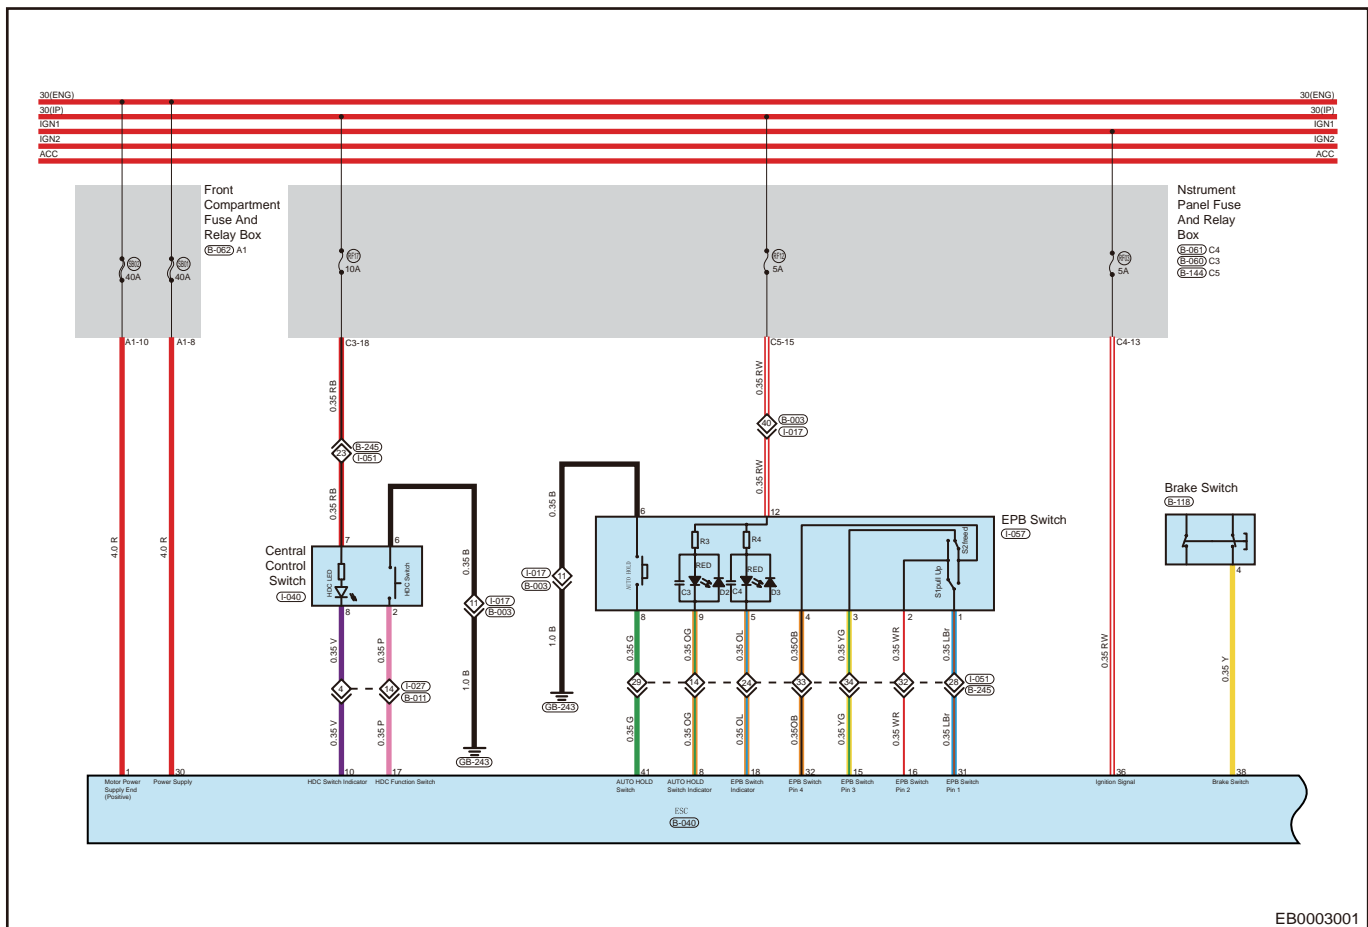 30(ENG) 30(ENG)
30(IP) 30(IP)
IGN1 IGN1
IGN2 IGN2
ACC ACC
Front
Compartment
Fuse And
Relay Box
B-062 A1
Nstrument
Panel Fuse
And Relay
Box
B-061 C4
B-060 C3
B-144 C5
SB02
40A
SB01
40A
RF17
10A
RF12
5A
RF03
5A
A1-10
A1-8
C3-18
C5-15
C4-13
0.35 RB
0.35 RW
40
B-003
I-017
23
B-245
I-051
0.35 RB
0.35 RW
4.0 R
4.0 R
Central
Control
Switch
I-040
7
6
HDC LED
HDC Switch
8
2
0.35 B
11
I-017
B-003
1.0 B
GB-243
0.35 B
I-017
B-003
11
1.0 B
GB-243
6
12
EPB Switch
I-057
AUTO HOLD
R3
R4
RED
RED
C3
D2
C4
D3
S1pull Up
S2feed
8
9
5
4
3
2
1
Brake Switch
B-118
4
0.35 V
0.35 P
4
14
I-027
B-011
0.35 V
0.35 P
0.35 G
0.35 OG
0.35 OL
0.35OB
0.35 YG
0.35 WR
0.35 LBr
29
14
24
33
34
32
28
I-051
B-245
0.35 G
0.35 OG
0.35 OL
0.35OB
0.35 YG
0.35 WR
0.35 LBr
0.35 RW
0.35 Y
1
30
10
17
41
8
18
32
15
16
31
36
38
Motor Power
Supply End
(Positive)
Power Supply
HDC Switch Indicator
HDC Function Switch
AUTO HOLD
Switch
AUTO HOLD
Switch Indicator
EPB Switch
Indicator
EPB Switch
Pin 4
EPB Switch
Pin 3
EPB Switch
Pin 2
EPB Switch
Pin 1
Ignition Signal
Brake Switch
ESC
B-040
EB0003001